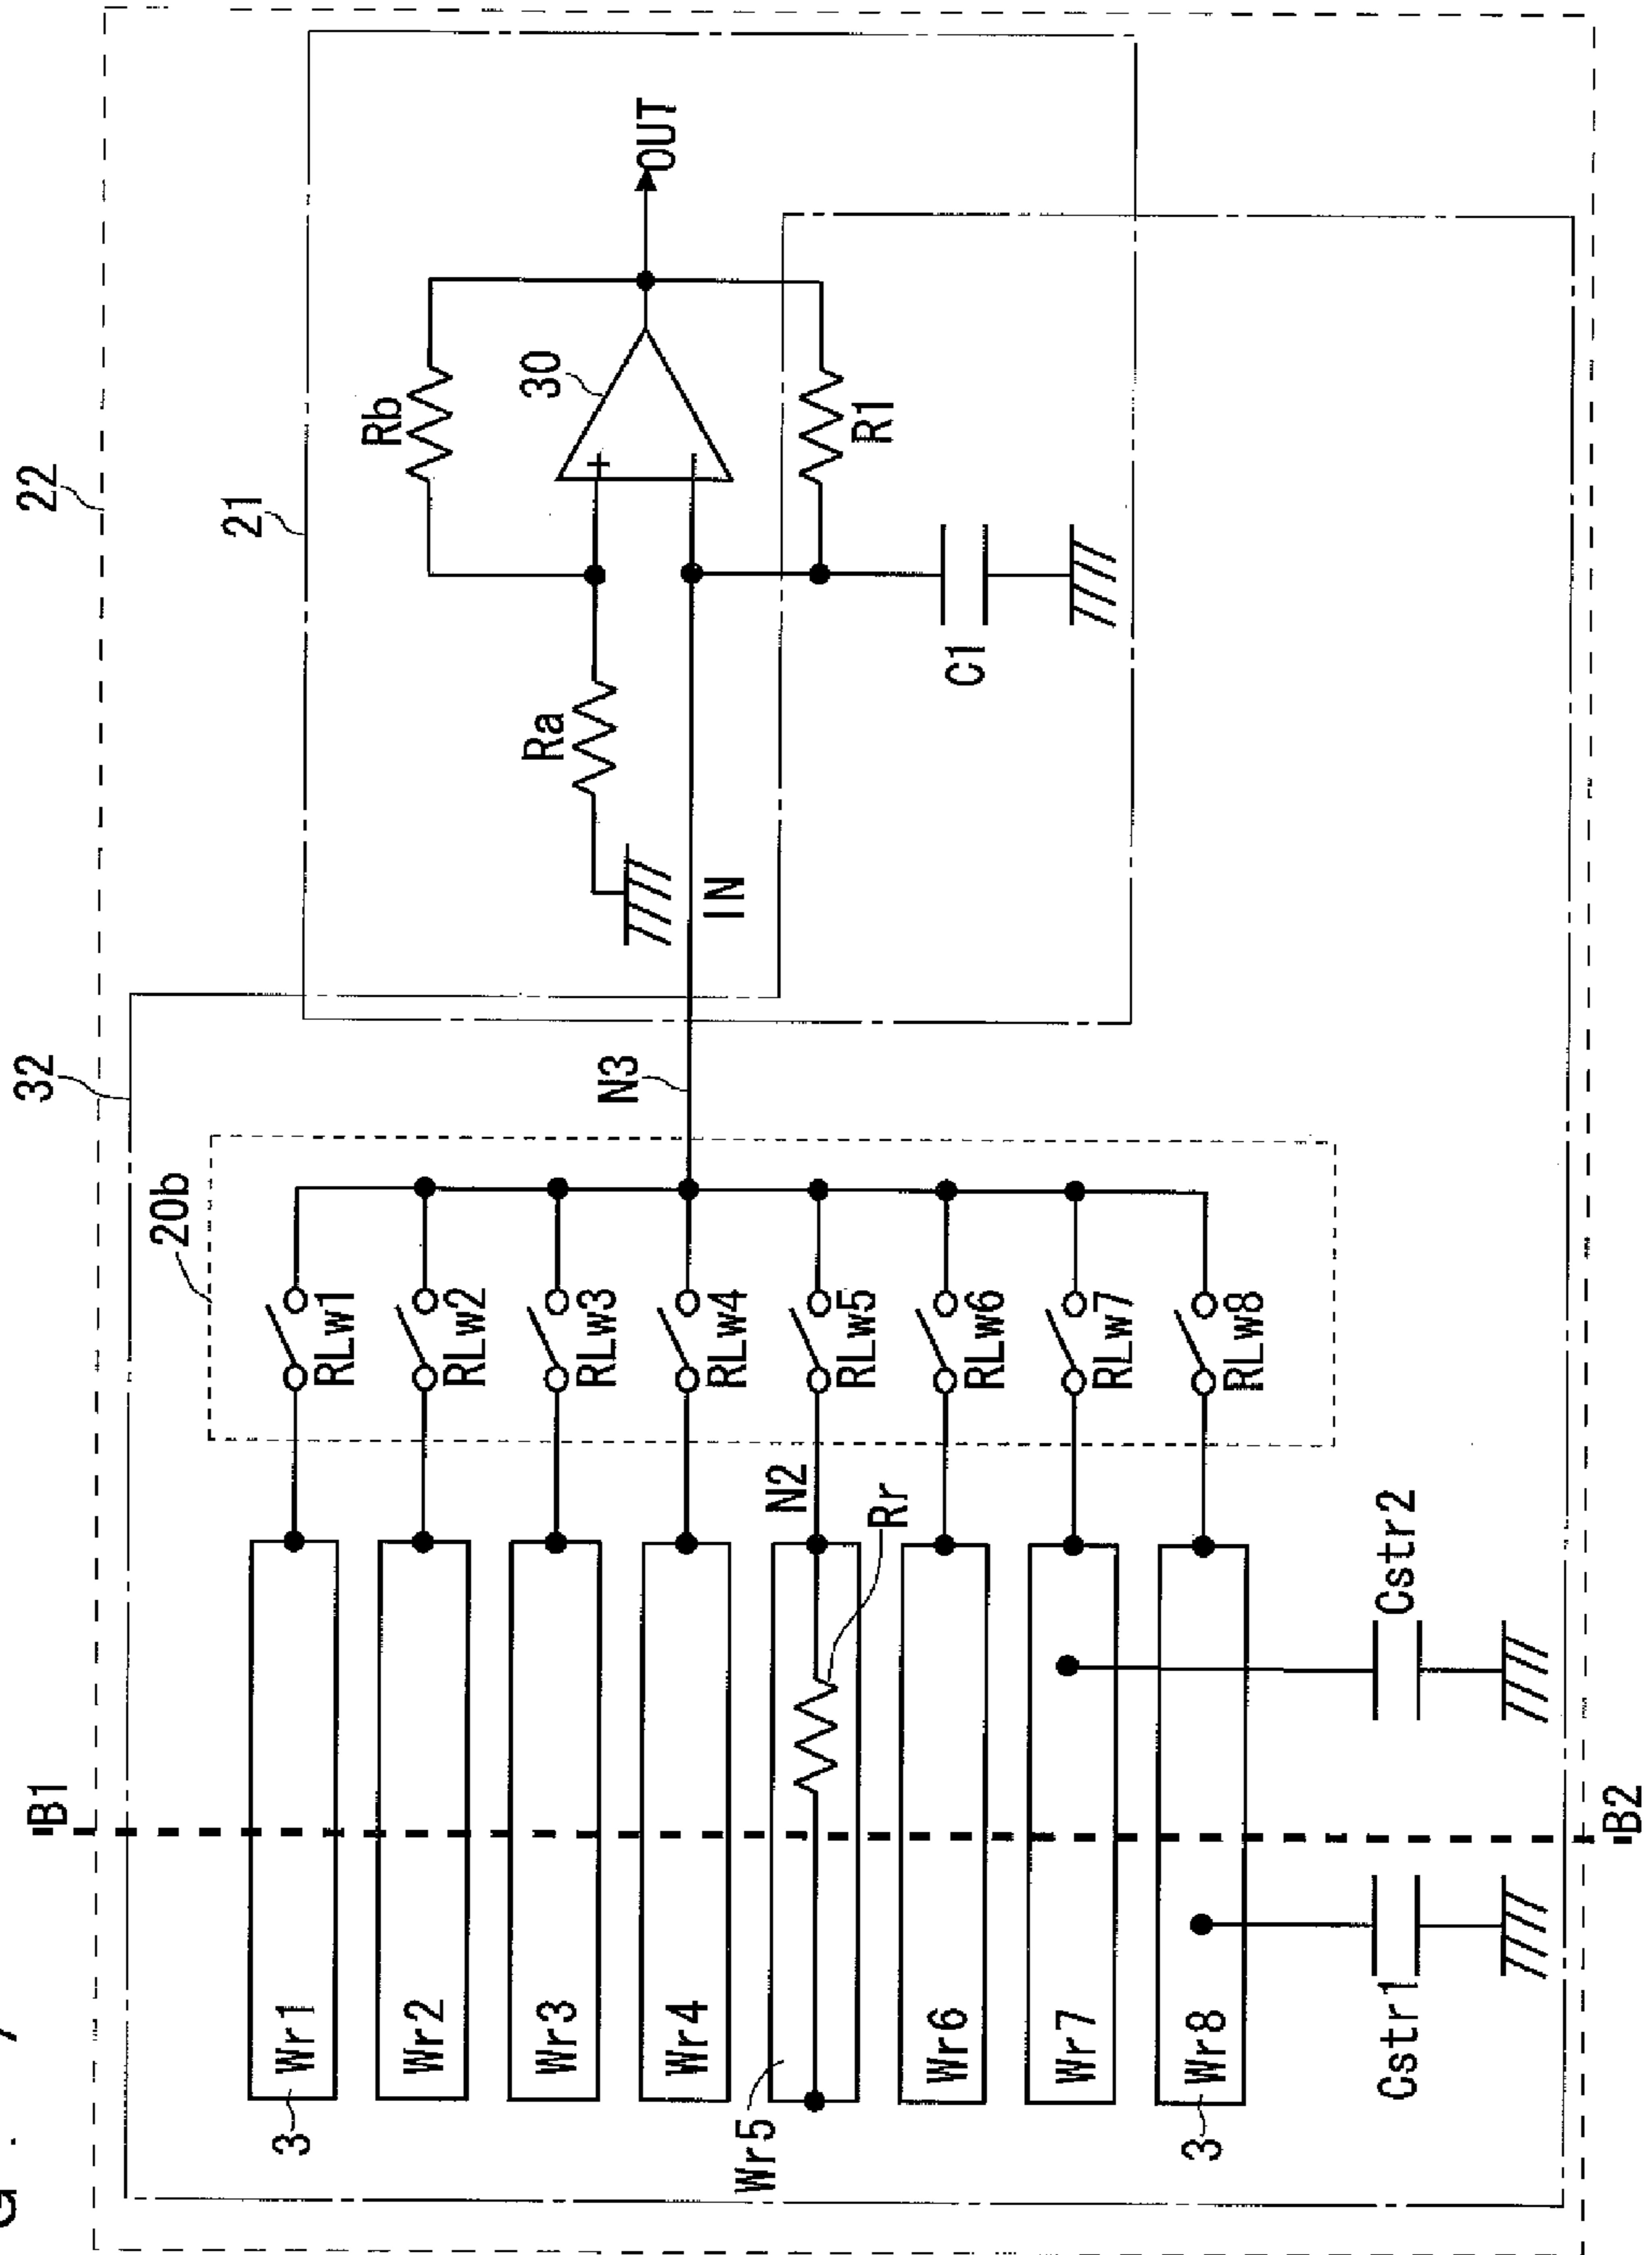 22
32
21
20b
B1
B2
Rb
30
OUT
Ra
R1
IN
C1
N3
RLw1
RLw2
RLw3
RLw4
RLw5
RLw6
RLw7
RLw8
N2
Rr
Wr1
Wr2
Wr3
Wr4
Wr5
Wr6
Wr7
Wr8
3
3
Cstr1
Cstr2
+
−